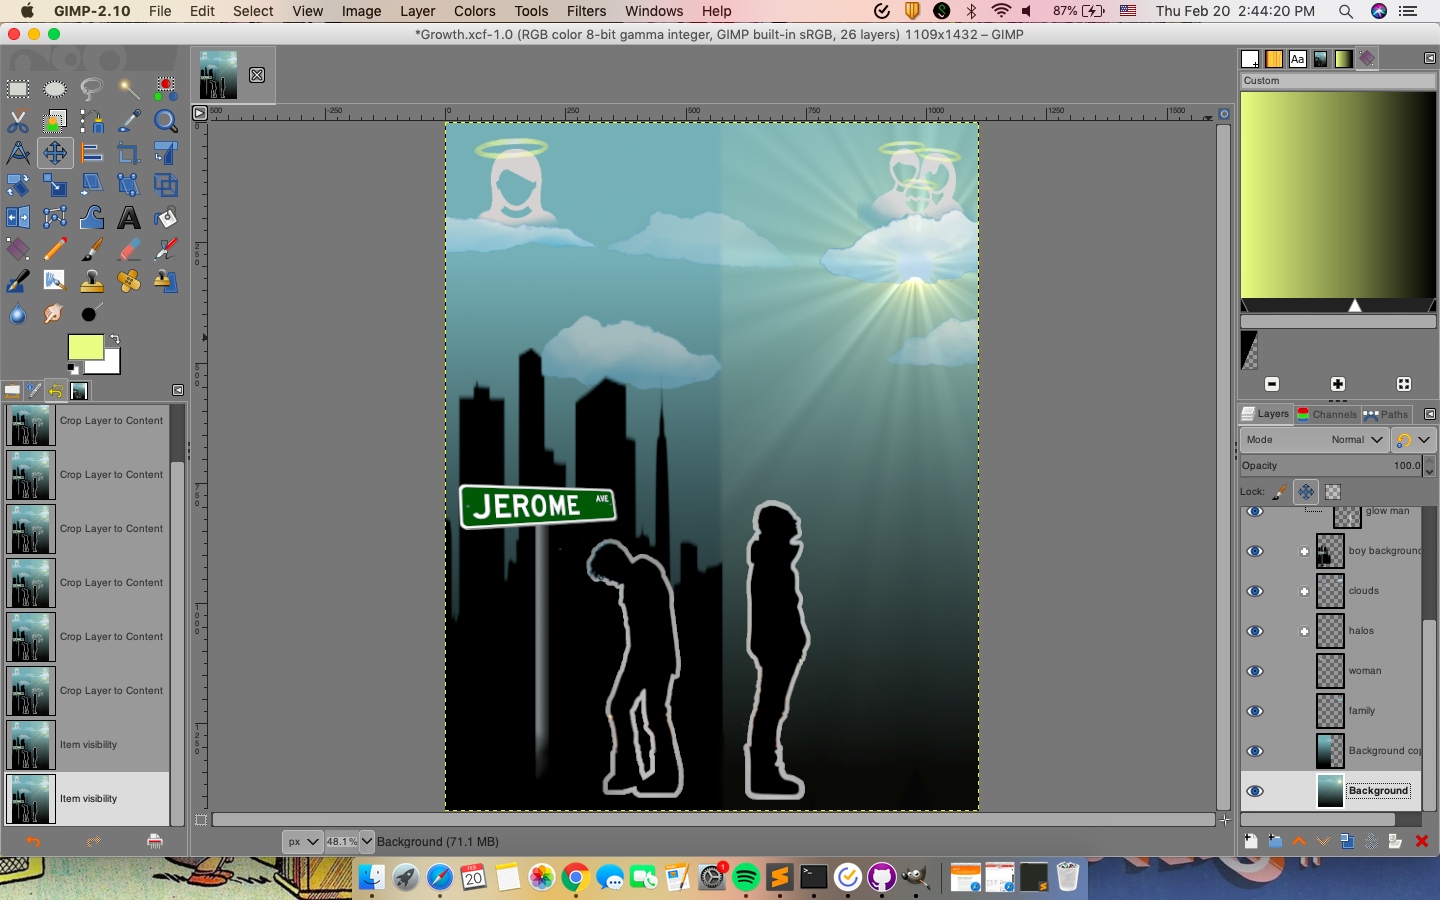 GIMP-2.10 File Edit Select View Image Layer Colors Tools Filters Windows Help 87% Thu Feb 20 2:44:20 PM
*Growth.xcf-1.0 (RGB color 8-bit gamma integer, GIMP built-in sRGB, 26 layers) 1109x1432 – GIMP
Custom
Aa
500 -250 0 250 500 750 1000 1250 1500
Crop Layer to Content
Crop Layer to Content
Crop Layer to Content
Crop Layer to Content
Crop Layer to Content
Crop Layer to Content
Item visibility
Item visibility
JEROME AVE
Layers Channels Paths
Mode Normal
Opacity 100.0
Lock:
glow man
boy background
clouds
halos
woman
family
Background cop
Background
px 48.1% Background (71.1 MB)
FEB
20
1